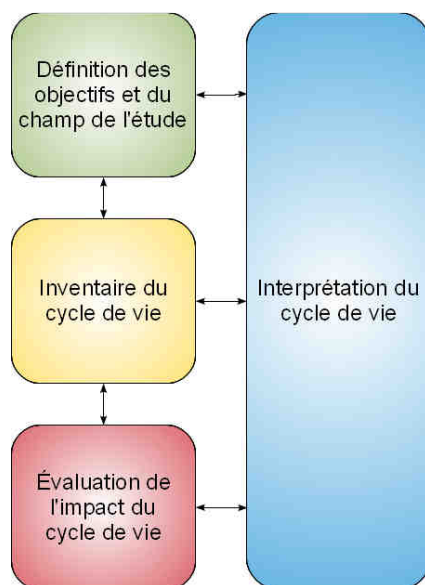 Définition des
objectifs et du
champ de l'étude
Inventaire du
cycle de vie
Interprétation du
cycle de vie
Évaluation de
l'impact du
cycle de vie